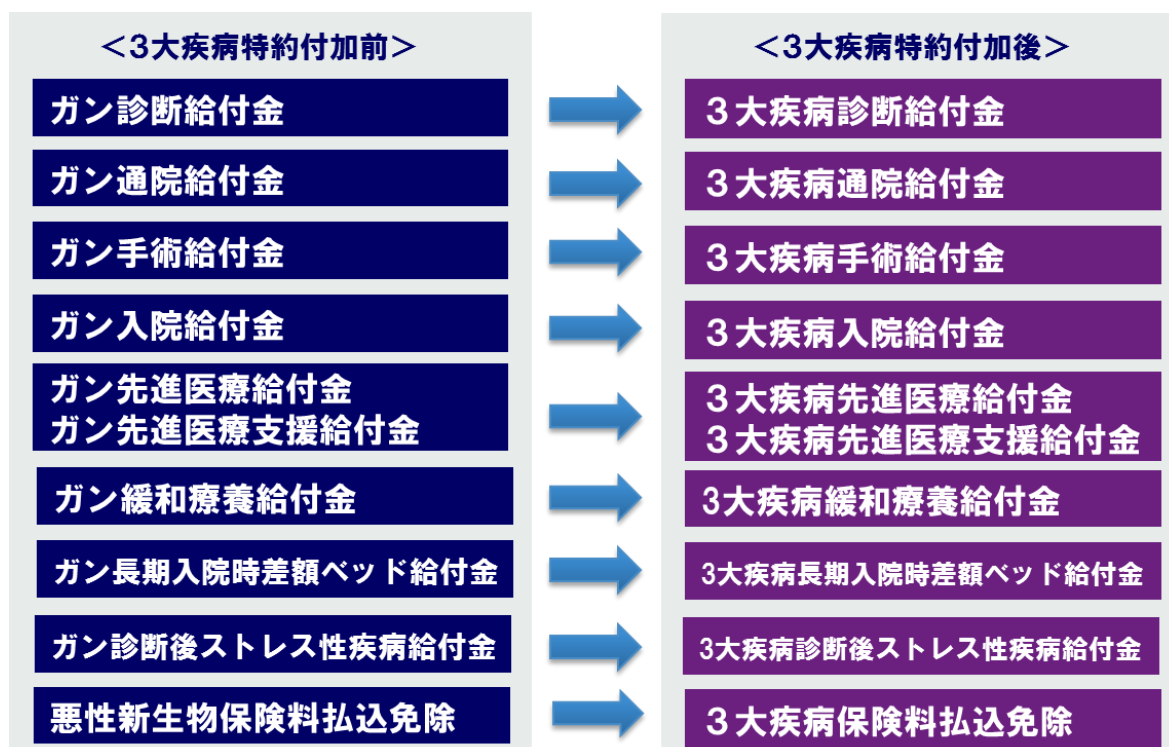 ＜3大疾病特約付加前＞
ガン診断給付金
ガン通院給付金
ガン手術給付金
ガン入院給付金
ガン先進医療給付金
ガン先進医療支援給付金
ガン緩和療養給付金
ガン長期入院時差額ベッド給付金
ガン診断後ストレス性疾病給付金
悪性新生物保険料払込免除
＜3大疾病特約付加後＞
３大疾病診断給付金
３大疾病通院給付金
３大疾病手術給付金
３大疾病入院給付金
３大疾病先進医療給付金
３大疾病先進医療支援給付金
3大疾病緩和療養給付金
3大疾病長期入院時差額ベッド給付金
3大疾病診断後ストレス性疾病給付金
３大疾病保険料払込免除